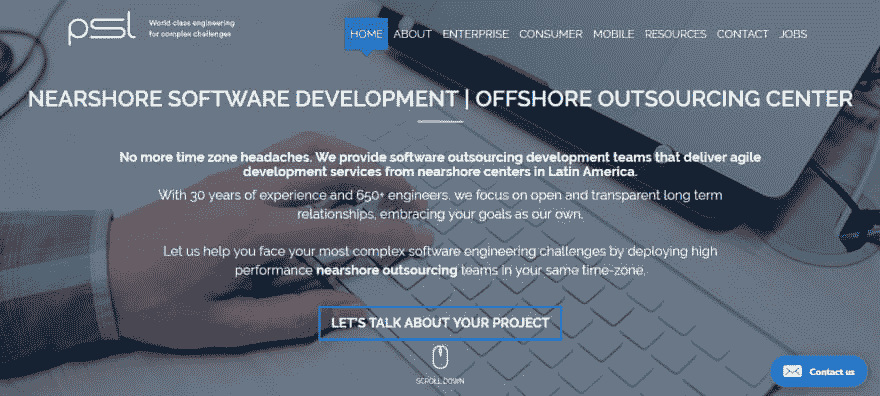 psl
World-class engineering
for complex challenges
HOME ABOUT ENTERPRISE CONSUMER MOBILE RESOURCES CONTACT JOBS
NEARSHORE SOFTWARE DEVELOPMENT | OFFSHORE OUTSOURCING CENTER
No more time zone headaches. We provide software outsourcing development teams that deliver agile
development services from nearshore centers in Latin America.
With 30 years of experience and 650+ engineers, we focus on open and transparent long term
relationships, embracing your goals as our own.
Let us help you face your most complex software engineering challenges by deploying high
performance nearshore outsourcing teams in your same time-zone.
LET'S TALK ABOUT YOUR PROJECT
SCROLL DOWN
Contact us